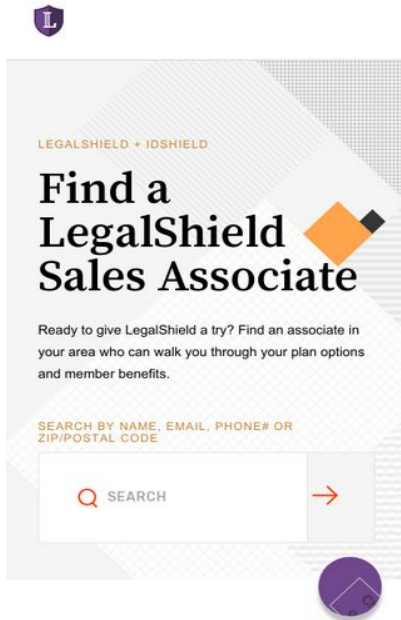 L
LEGALSHIELD + IDSHIELD
Find a
LegalShield
Sales Associate
Ready to give LegalShield a try? Find an associate in
your area who can walk you through your plan options
and member benefits.
SEARCH BY NAME, EMAIL, PHONE# OR
ZIP/POSTAL CODE
SEARCH